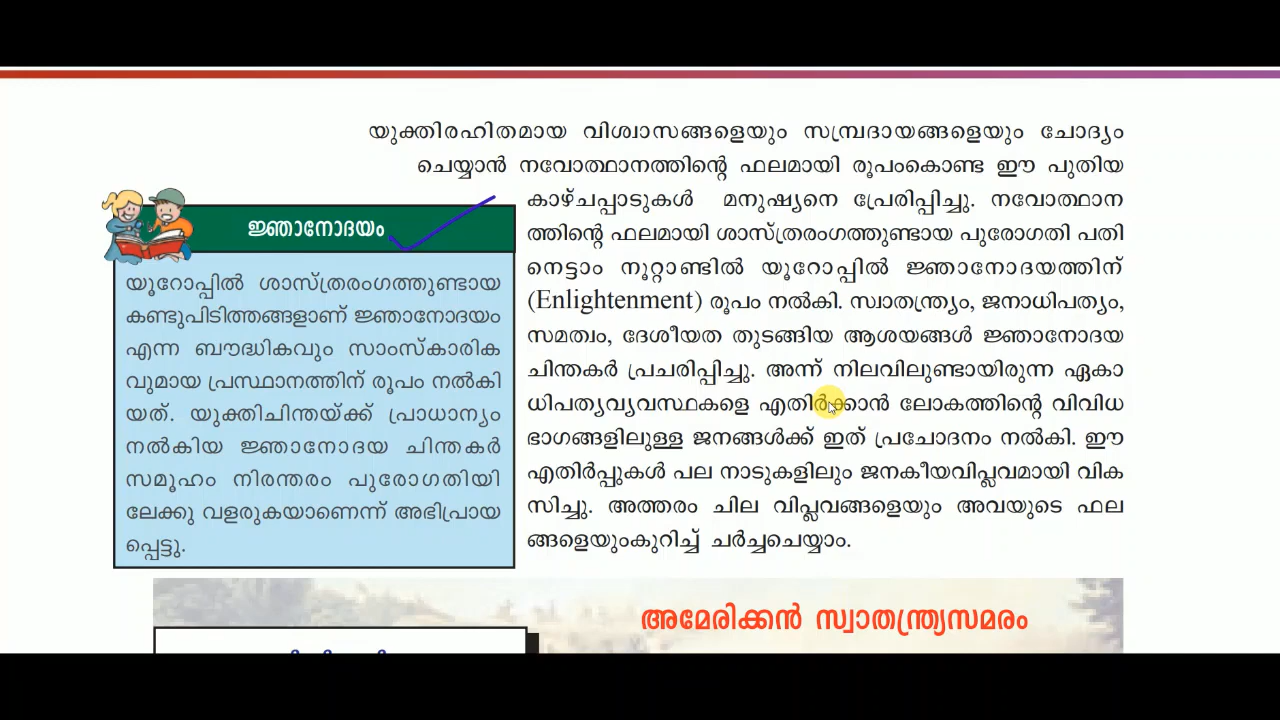 യുക്തിരഹിതമായ വിശ്വാസങ്ങളെയും സമ്പ്രദായങ്ങളെയും ചോദ്യം
ചെയ്യാൻ നവോത്ഥാനത്തിന്റെ ഫലമായി രൂപംകൊണ്ട ഈ പുതിയ
കാഴ്ചപ്പാടുകൾ മനുഷ്യനെ പ്രേരിപ്പിച്ചു. നവോത്ഥാന
ത്തിന്റെ ഫലമായി ശാസ്ത്രരംഗത്തുണ്ടായ പുരോഗതി പതി
നെട്ടാം നൂറ്റാണ്ടിൽ യൂറോപ്പിൽ ജ്ഞാനോദയത്തിന്
(Enlightenment) രൂപം നൽകി. സ്വാതന്ത്ര്യം, ജനാധിപത്യം,
സമത്വം, ദേശീയത തുടങ്ങിയ ആശയങ്ങൾ ജ്ഞാനോദയ
ചിന്തകർ പ്രചരിപ്പിച്ചു. അന്ന് നിലവിലുണ്ടായിരുന്ന ഏകാ
ധിപത്യവ്യവസ്ഥകളെ എതിർക്കാൻ ലോകത്തിന്റെ വിവിധ
ഭാഗങ്ങളിലുള്ള ജനങ്ങൾക്ക് ഇത് പ്രചോദനം നൽകി. ഈ
എതിർപ്പുകൾ പല നാടുകളിലും ജനകീയവിപ്ലവമായി വിക
സിച്ചു. അത്തരം ചില വിപ്ലവങ്ങളെയും അവയുടെ ഫല
ങ്ങളെയുംകുറിച്ച് ചർച്ചചെയ്യാം.
ജ്ഞാനോദയം
യൂറോപ്പിൽ ശാസ്ത്രരംഗത്തുണ്ടായ
കണ്ടുപിടിത്തങ്ങളാണ് ജ്ഞാനോദയം
എന്ന ബൗദ്ധികവും സാംസ്കാരിക
വുമായ പ്രസ്ഥാനത്തിന് രൂപം നൽകി
യത്. യുക്തിചിന്തയ്ക്ക് പ്രാധാന്യം
നൽകിയ ജ്ഞാനോദയ ചിന്തകർ
സമൂഹം നിരന്തരം പുരോഗതിയി
ലേക്കു വളരുകയാണെന്ന് അഭിപ്രായ
പ്പെട്ടു.
അമേരിക്കൻ സ്വാതന്ത്ര്യസമരം